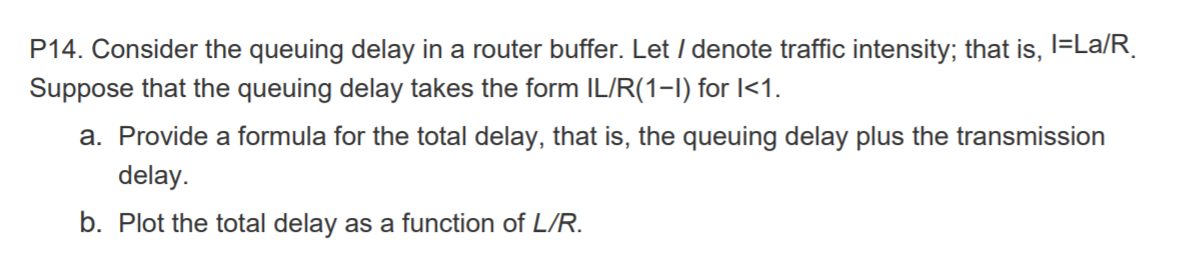 P14. Consider the queuing delay in a router buffer. Let I denote traffic intensity; that is, I=La/R.
Suppose that the queuing delay takes the form IL/R(1−I) for I<1.
a. Provide a formula for the total delay, that is, the queuing delay plus the transmission
delay.
b. Plot the total delay as a function of L/R.